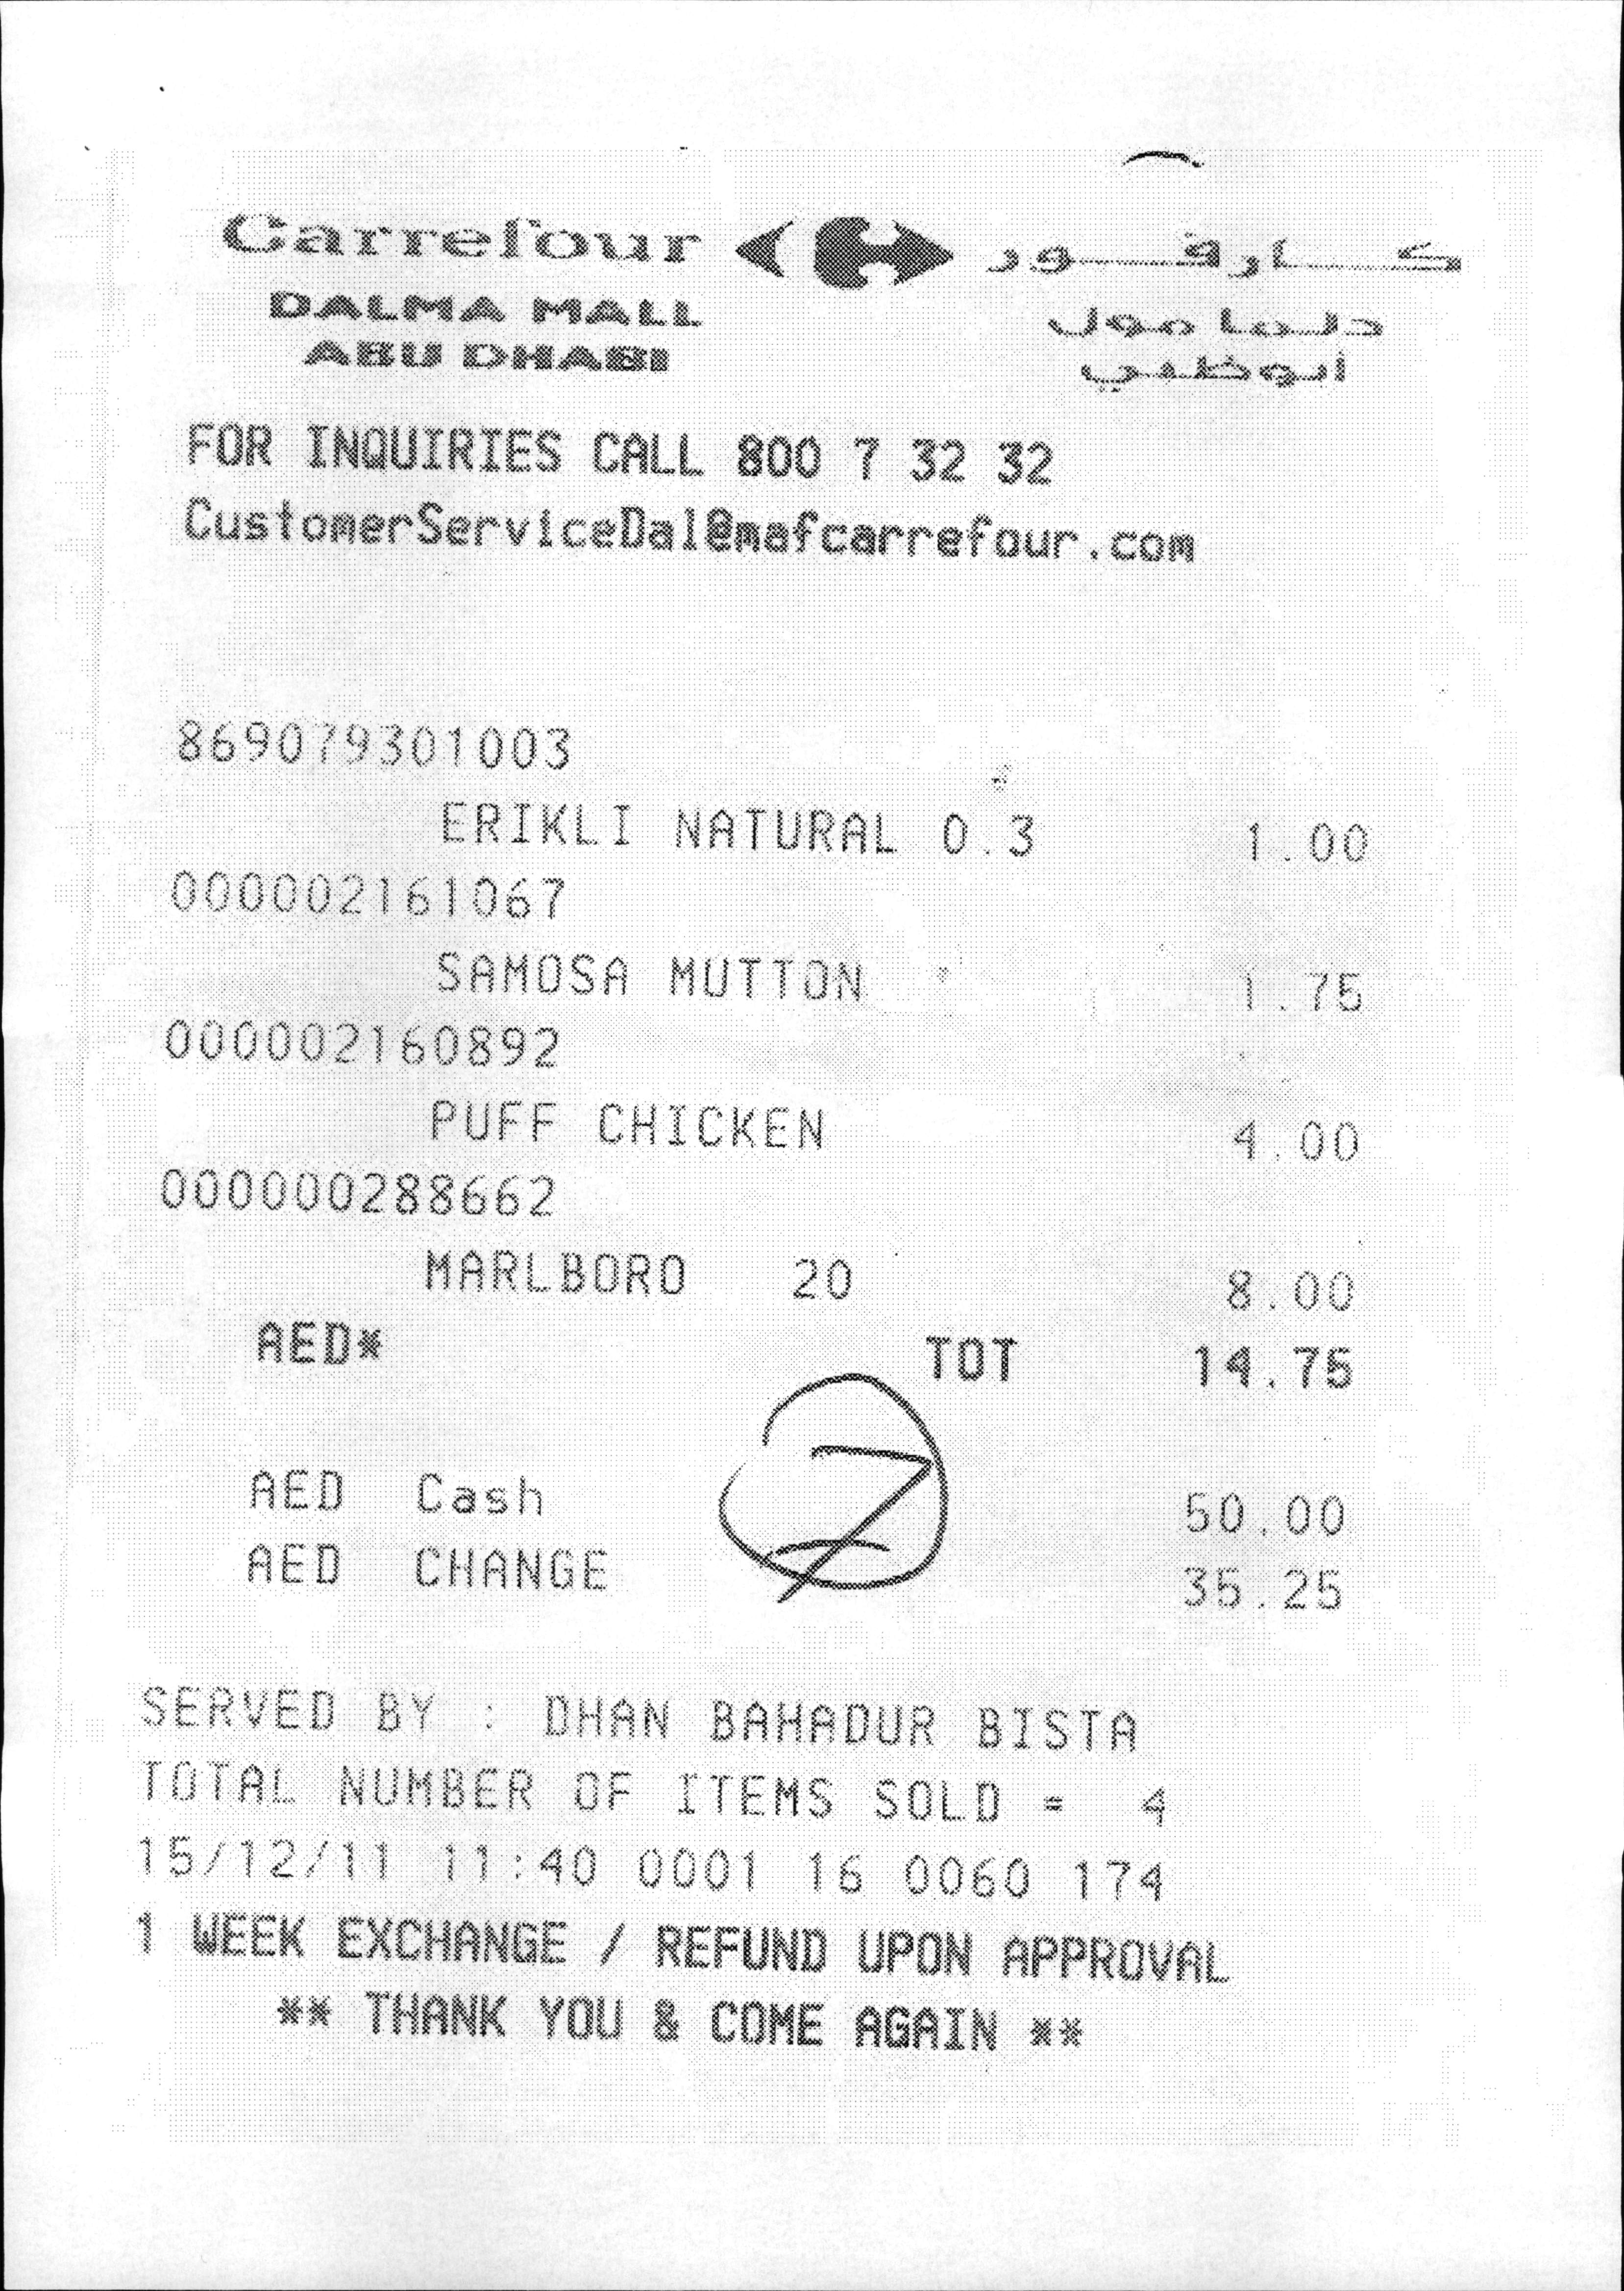 Carrefour كارفور
DALMA MALL دلما مول
ABU DHABI أبوظبي
FOR INQUIRIES CALL 800 7 32 32
CustomerServiceDal@mafcarrefour.com
869079301003
ERIKLI NATURAL 0.3 1.00
000002161067
SAMOSA MUTTON 1.75
000002160892
PUFF CHICKEN 4.00
000000288662
MARLBORO 20 8.00
AED* TOT 14.75
7
AED Cash 50.00
AED CHANGE 35.25
SERVED BY : DHAN BAHADUR BISTA
TOTAL NUMBER OF ITEMS SOLD = 4
15/12/11 11:40 0001 16 0060 174
1 WEEK EXCHANGE / REFUND UPON APPROVAL
** THANK YOU & COME AGAIN **